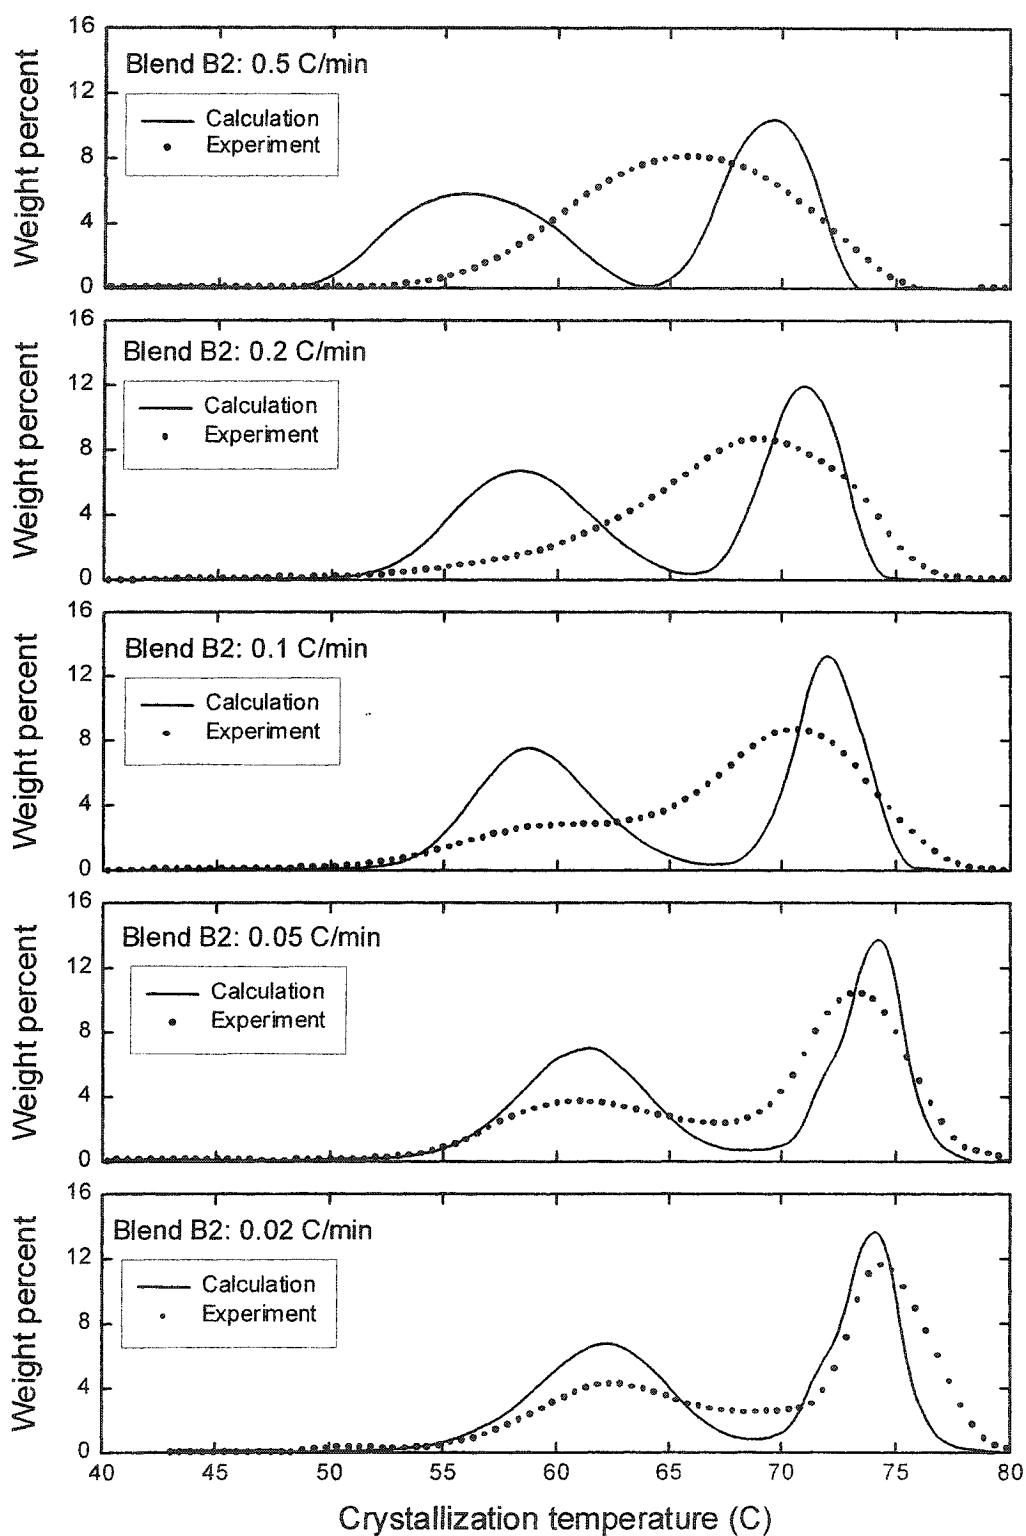 16
Blend B2: 0.5 C/min
12
Calculation
Experiment
8
4
0
Weight percent
16
Blend B2: 0.2 C/min
12
Calculation
Experiment
8
4
0
Weight percent
16
Blend B2: 0.1 C/min
12
Calculation
Experiment
8
4
0
Weight percent
16
Blend B2: 0.05 C/min
12
Calculation
Experiment
8
4
0
Weight percent
16
Blend B2: 0.02 C/min
12
Calculation
Experiment
8
4
0
Weight percent
40 45 50 55 60 65 70 75 80
Crystallization temperature (C)